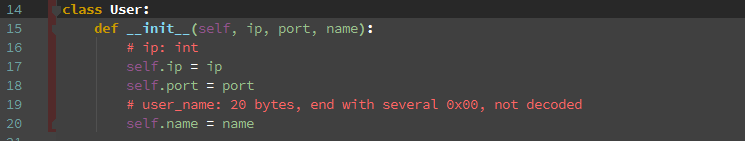 14 class User:
15 def __init__(self, ip, port, name):
16 # ip: int
17 self.ip = ip
18 self.port = port
19 # user_name: 20 bytes, end with several 0x00, not decoded
20 self.name = name